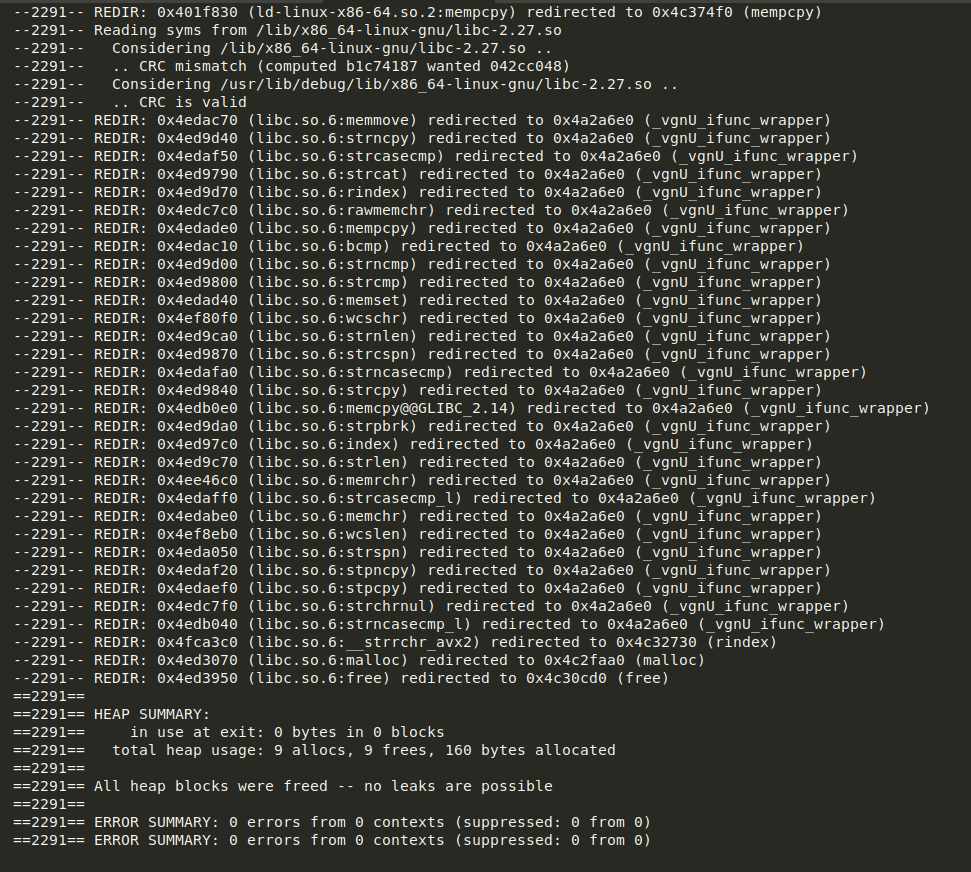 --2291-- REDIR: 0x401f830 (ld-linux-x86-64.so.2:mempcpy) redirected to 0x4c374f0 (mempcpy)
--2291-- Reading syms from /lib/x86_64-linux-gnu/libc-2.27.so
--2291--   Considering /lib/x86_64-linux-gnu/libc-2.27.so ..
--2291--   .. CRC mismatch (computed b1c74187 wanted 042cc048)
--2291--   Considering /usr/lib/debug/lib/x86_64-linux-gnu/libc-2.27.so ..
--2291--   .. CRC is valid
--2291-- REDIR: 0x4edac70 (libc.so.6:memmove) redirected to 0x4a2a6e0 (_vgnU_ifunc_wrapper)
--2291-- REDIR: 0x4ed9d40 (libc.so.6:strncpy) redirected to 0x4a2a6e0 (_vgnU_ifunc_wrapper)
--2291-- REDIR: 0x4edaf50 (libc.so.6:strcasecmp) redirected to 0x4a2a6e0 (_vgnU_ifunc_wrapper)
--2291-- REDIR: 0x4ed9790 (libc.so.6:strcat) redirected to 0x4a2a6e0 (_vgnU_ifunc_wrapper)
--2291-- REDIR: 0x4ed9d70 (libc.so.6:rindex) redirected to 0x4a2a6e0 (_vgnU_ifunc_wrapper)
--2291-- REDIR: 0x4edc7c0 (libc.so.6:rawmemchr) redirected to 0x4a2a6e0 (_vgnU_ifunc_wrapper)
--2291-- REDIR: 0x4edade0 (libc.so.6:mempcpy) redirected to 0x4a2a6e0 (_vgnU_ifunc_wrapper)
--2291-- REDIR: 0x4edac10 (libc.so.6:bcmp) redirected to 0x4a2a6e0 (_vgnU_ifunc_wrapper)
--2291-- REDIR: 0x4ed9d00 (libc.so.6:strncmp) redirected to 0x4a2a6e0 (_vgnU_ifunc_wrapper)
--2291-- REDIR: 0x4ed9800 (libc.so.6:strcmp) redirected to 0x4a2a6e0 (_vgnU_ifunc_wrapper)
--2291-- REDIR: 0x4edad40 (libc.so.6:memset) redirected to 0x4a2a6e0 (_vgnU_ifunc_wrapper)
--2291-- REDIR: 0x4ef80f0 (libc.so.6:wcschr) redirected to 0x4a2a6e0 (_vgnU_ifunc_wrapper)
--2291-- REDIR: 0x4ed9ca0 (libc.so.6:strnlen) redirected to 0x4a2a6e0 (_vgnU_ifunc_wrapper)
--2291-- REDIR: 0x4ed9870 (libc.so.6:strcspn) redirected to 0x4a2a6e0 (_vgnU_ifunc_wrapper)
--2291-- REDIR: 0x4edafa0 (libc.so.6:strncasecmp) redirected to 0x4a2a6e0 (_vgnU_ifunc_wrapper)
--2291-- REDIR: 0x4ed9840 (libc.so.6:strcpy) redirected to 0x4a2a6e0 (_vgnU_ifunc_wrapper)
--2291-- REDIR: 0x4edb0e0 (libc.so.6:memcpy@@GLIBC_2.14) redirected to 0x4a2a6e0 (_vgnU_ifunc_wrapper)
--2291-- REDIR: 0x4ed9da0 (libc.so.6:strpbrk) redirected to 0x4a2a6e0 (_vgnU_ifunc_wrapper)
--2291-- REDIR: 0x4ed97c0 (libc.so.6:index) redirected to 0x4a2a6e0 (_vgnU_ifunc_wrapper)
--2291-- REDIR: 0x4ed9c70 (libc.so.6:strlen) redirected to 0x4a2a6e0 (_vgnU_ifunc_wrapper)
--2291-- REDIR: 0x4ee46c0 (libc.so.6:memrchr) redirected to 0x4a2a6e0 (_vgnU_ifunc_wrapper)
--2291-- REDIR: 0x4edaff0 (libc.so.6:strcasecmp_l) redirected to 0x4a2a6e0 (_vgnU_ifunc_wrapper)
--2291-- REDIR: 0x4edabe0 (libc.so.6:memchr) redirected to 0x4a2a6e0 (_vgnU_ifunc_wrapper)
--2291-- REDIR: 0x4ef8eb0 (libc.so.6:wcslen) redirected to 0x4a2a6e0 (_vgnU_ifunc_wrapper)
--2291-- REDIR: 0x4eda050 (libc.so.6:strspn) redirected to 0x4a2a6e0 (_vgnU_ifunc_wrapper)
--2291-- REDIR: 0x4edaf20 (libc.so.6:stpncpy) redirected to 0x4a2a6e0 (_vgnU_ifunc_wrapper)
--2291-- REDIR: 0x4edaef0 (libc.so.6:stpcpy) redirected to 0x4a2a6e0 (_vgnU_ifunc_wrapper)
--2291-- REDIR: 0x4edc7f0 (libc.so.6:strchrnul) redirected to 0x4a2a6e0 (_vgnU_ifunc_wrapper)
--2291-- REDIR: 0x4edb040 (libc.so.6:strncasecmp_l) redirected to 0x4a2a6e0 (_vgnU_ifunc_wrapper)
--2291-- REDIR: 0x4fca3c0 (libc.so.6:__strrchr_avx2) redirected to 0x4c32730 (rindex)
--2291-- REDIR: 0x4ed3070 (libc.so.6:malloc) redirected to 0x4c2faa0 (malloc)
--2291-- REDIR: 0x4ed3950 (libc.so.6:free) redirected to 0x4c30cd0 (free)
==2291==
==2291== HEAP SUMMARY:
==2291==     in use at exit: 0 bytes in 0 blocks
==2291==   total heap usage: 9 allocs, 9 frees, 160 bytes allocated
==2291==
==2291== All heap blocks were freed -- no leaks are possible
==2291==
==2291== ERROR SUMMARY: 0 errors from 0 contexts (suppressed: 0 from 0)
==2291== ERROR SUMMARY: 0 errors from 0 contexts (suppressed: 0 from 0)